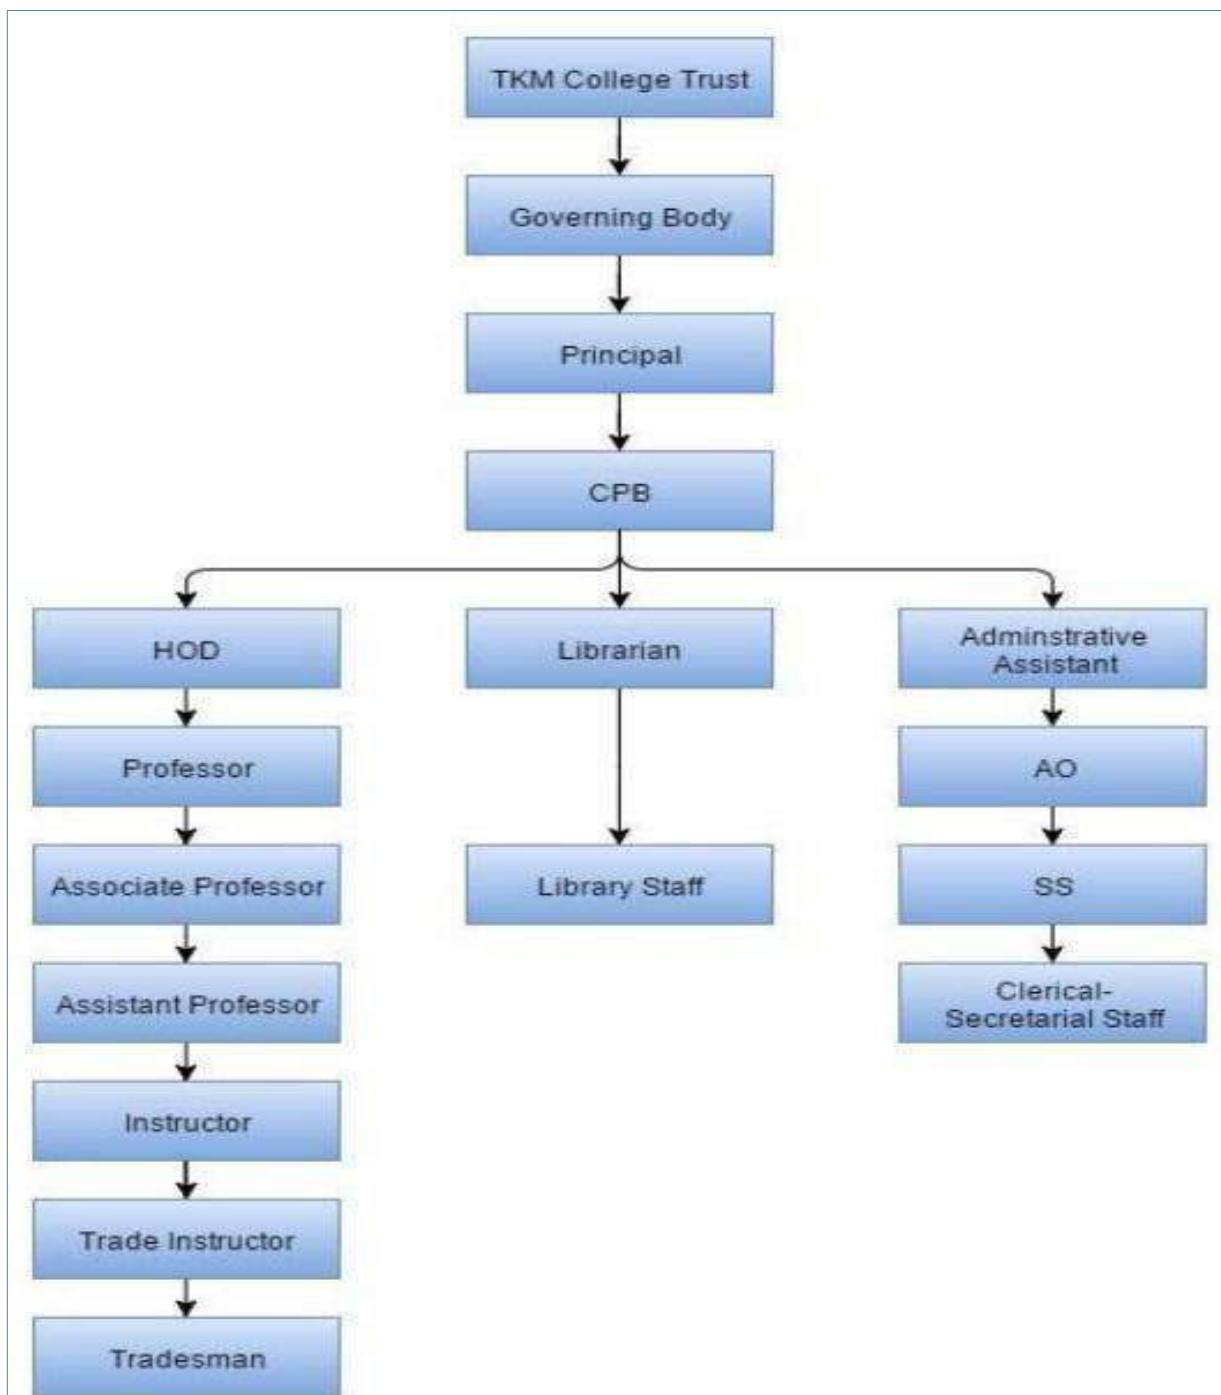 TKM College Trust
Governing Body
Principal
CPB
HOD
Librarian
Adminstrative
Assistant
Professor
AO
Associate Professor
Library Staff
SS
Assistant Professor
Clerical-
Secretarial Staff
Instructor
Trade Instructor
Tradesman